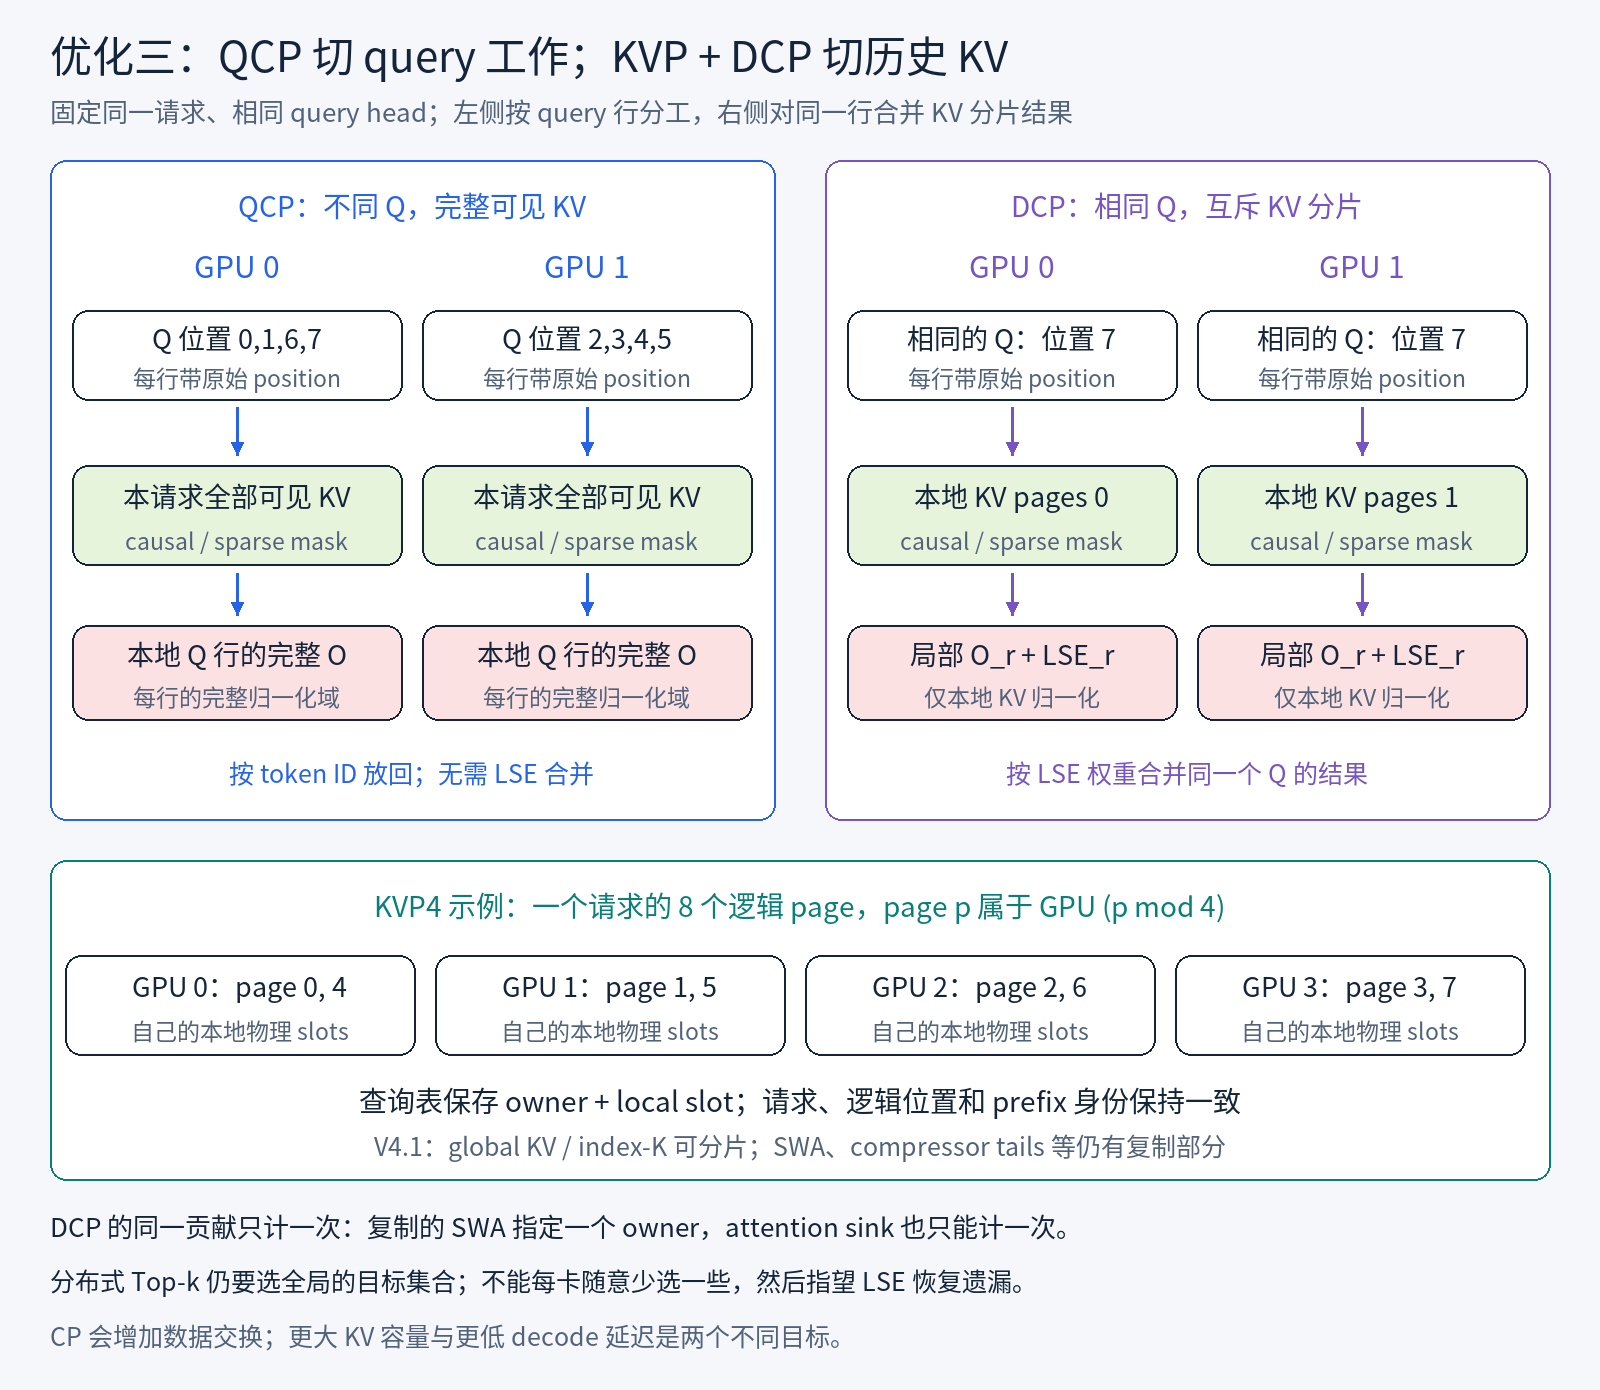 优化三：QCP 切 query 工作；KVP + DCP 切历史 KV
固定同一请求、相同 query head；左侧按 query 行分工，右侧对同一行合并 KV 分片结果
QCP：不同 Q，完整可见 KV
GPU 0
GPU 1
Q 位置 0,1,6,7
每行带原始 position
Q 位置 2,3,4,5
每行带原始 position
本请求全部可见 KV
causal / sparse mask
本请求全部可见 KV
causal / sparse mask
本地 Q 行的完整 O
每行的完整归一化域
本地 Q 行的完整 O
每行的完整归一化域
按 token ID 放回；无需 LSE 合并
DCP：相同 Q，互斥 KV 分片
GPU 0
GPU 1
相同的 Q：位置 7
每行带原始 position
相同的 Q：位置 7
每行带原始 position
本地 KV pages 0
causal / sparse mask
本地 KV pages 1
causal / sparse mask
局部 O_r + LSE_r
仅本地 KV 归一化
局部 O_r + LSE_r
仅本地 KV 归一化
按 LSE 权重合并同一个 Q 的结果
KVP4 示例：一个请求的 8 个逻辑 page，page p 属于 GPU (p mod 4)
GPU 0：page 0, 4
自己的本地物理 slots
GPU 1：page 1, 5
自己的本地物理 slots
GPU 2：page 2, 6
自己的本地物理 slots
GPU 3：page 3, 7
自己的本地物理 slots
查询表保存 owner + local slot；请求、逻辑位置和 prefix 身份保持一致
V4.1：global KV / index-K 可分片；SWA、compressor tails 等仍有复制部分
DCP 的同一贡献只计一次：复制的 SWA 指定一个 owner，attention sink 也只能计一次。
分布式 Top-k 仍要选全局的目标集合；不能每卡随意少选一些，然后指望 LSE 恢复遗漏。
CP 会增加数据交换；更大 KV 容量与更低 decode 延迟是两个不同目标。